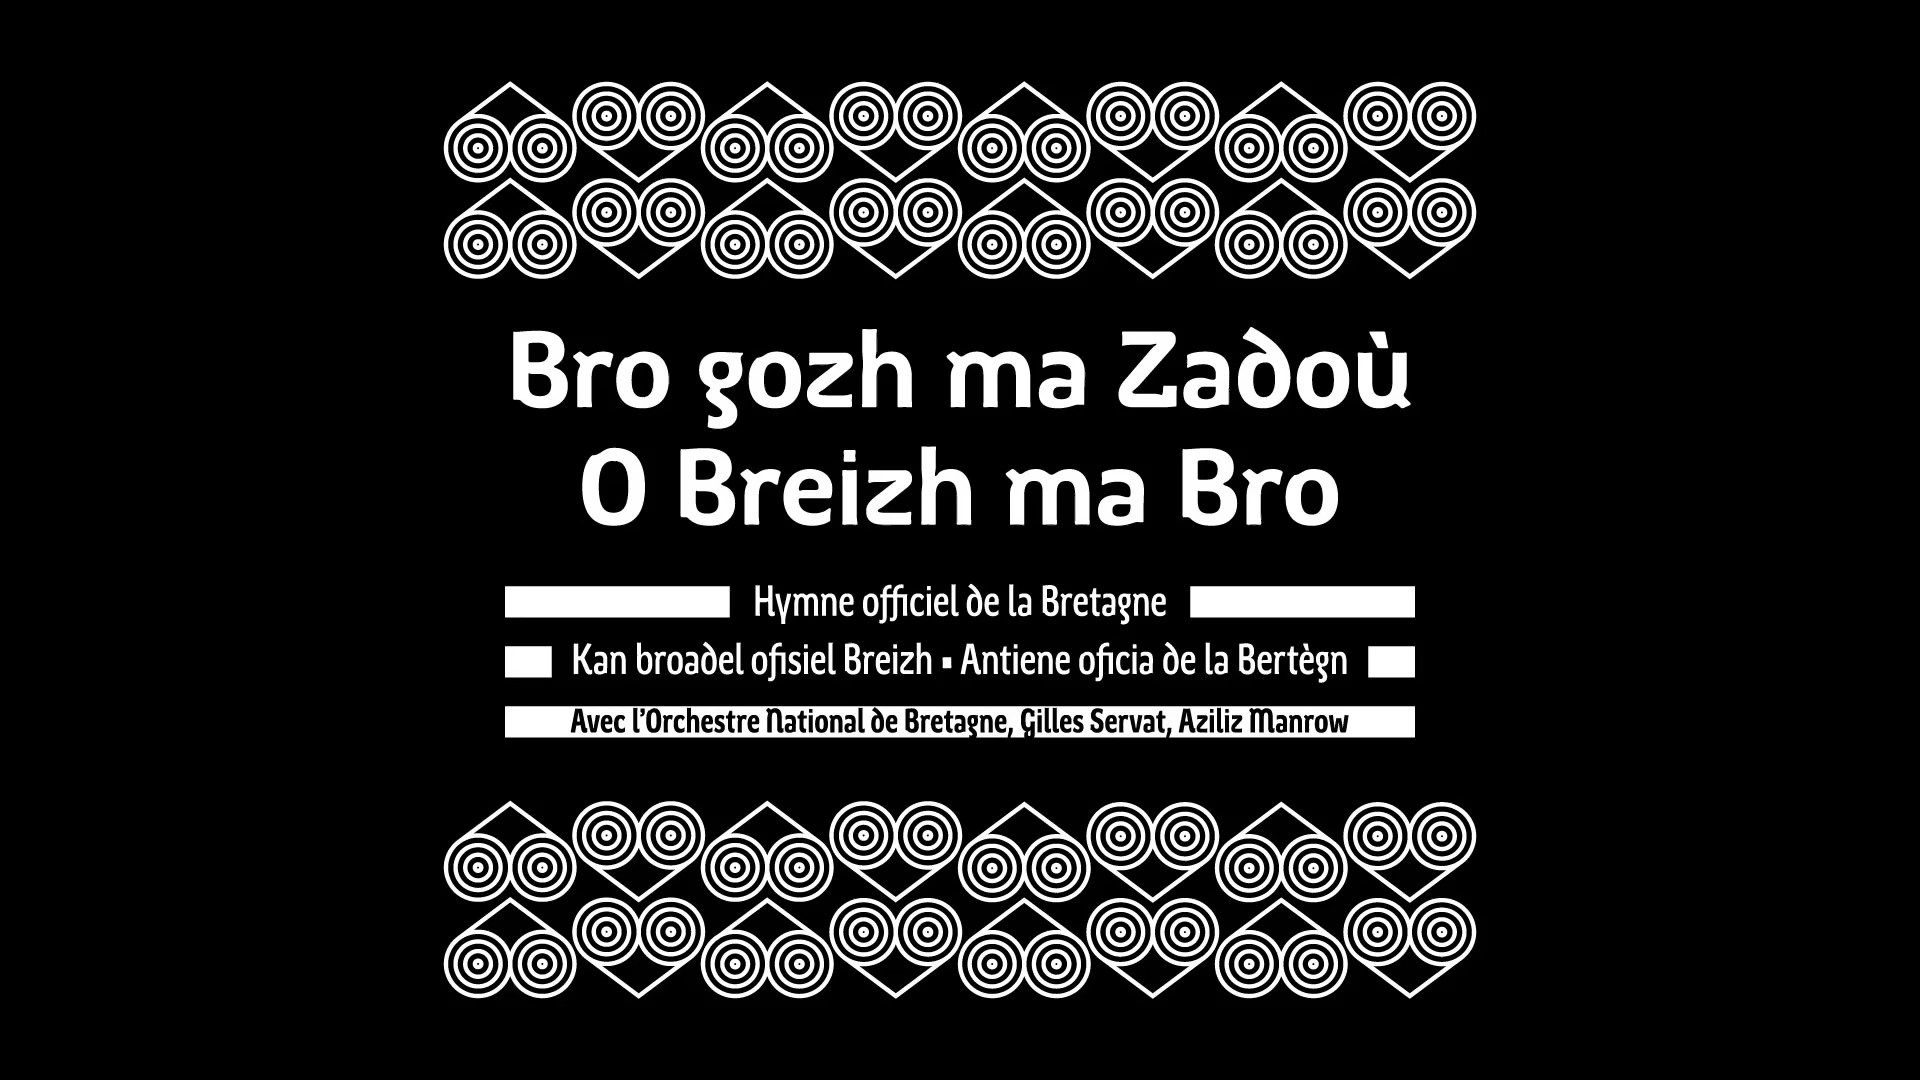 Bro gozh ma Zadoù
O Breizh ma Bro
Hymne officiel de la Bretagne
Kan broadel ofisiel Breizh ▪ Antiene oficia de la Bertègn
Avec l’Orchestre National de Bretagne, Gilles Servat, Aziliz Manrow